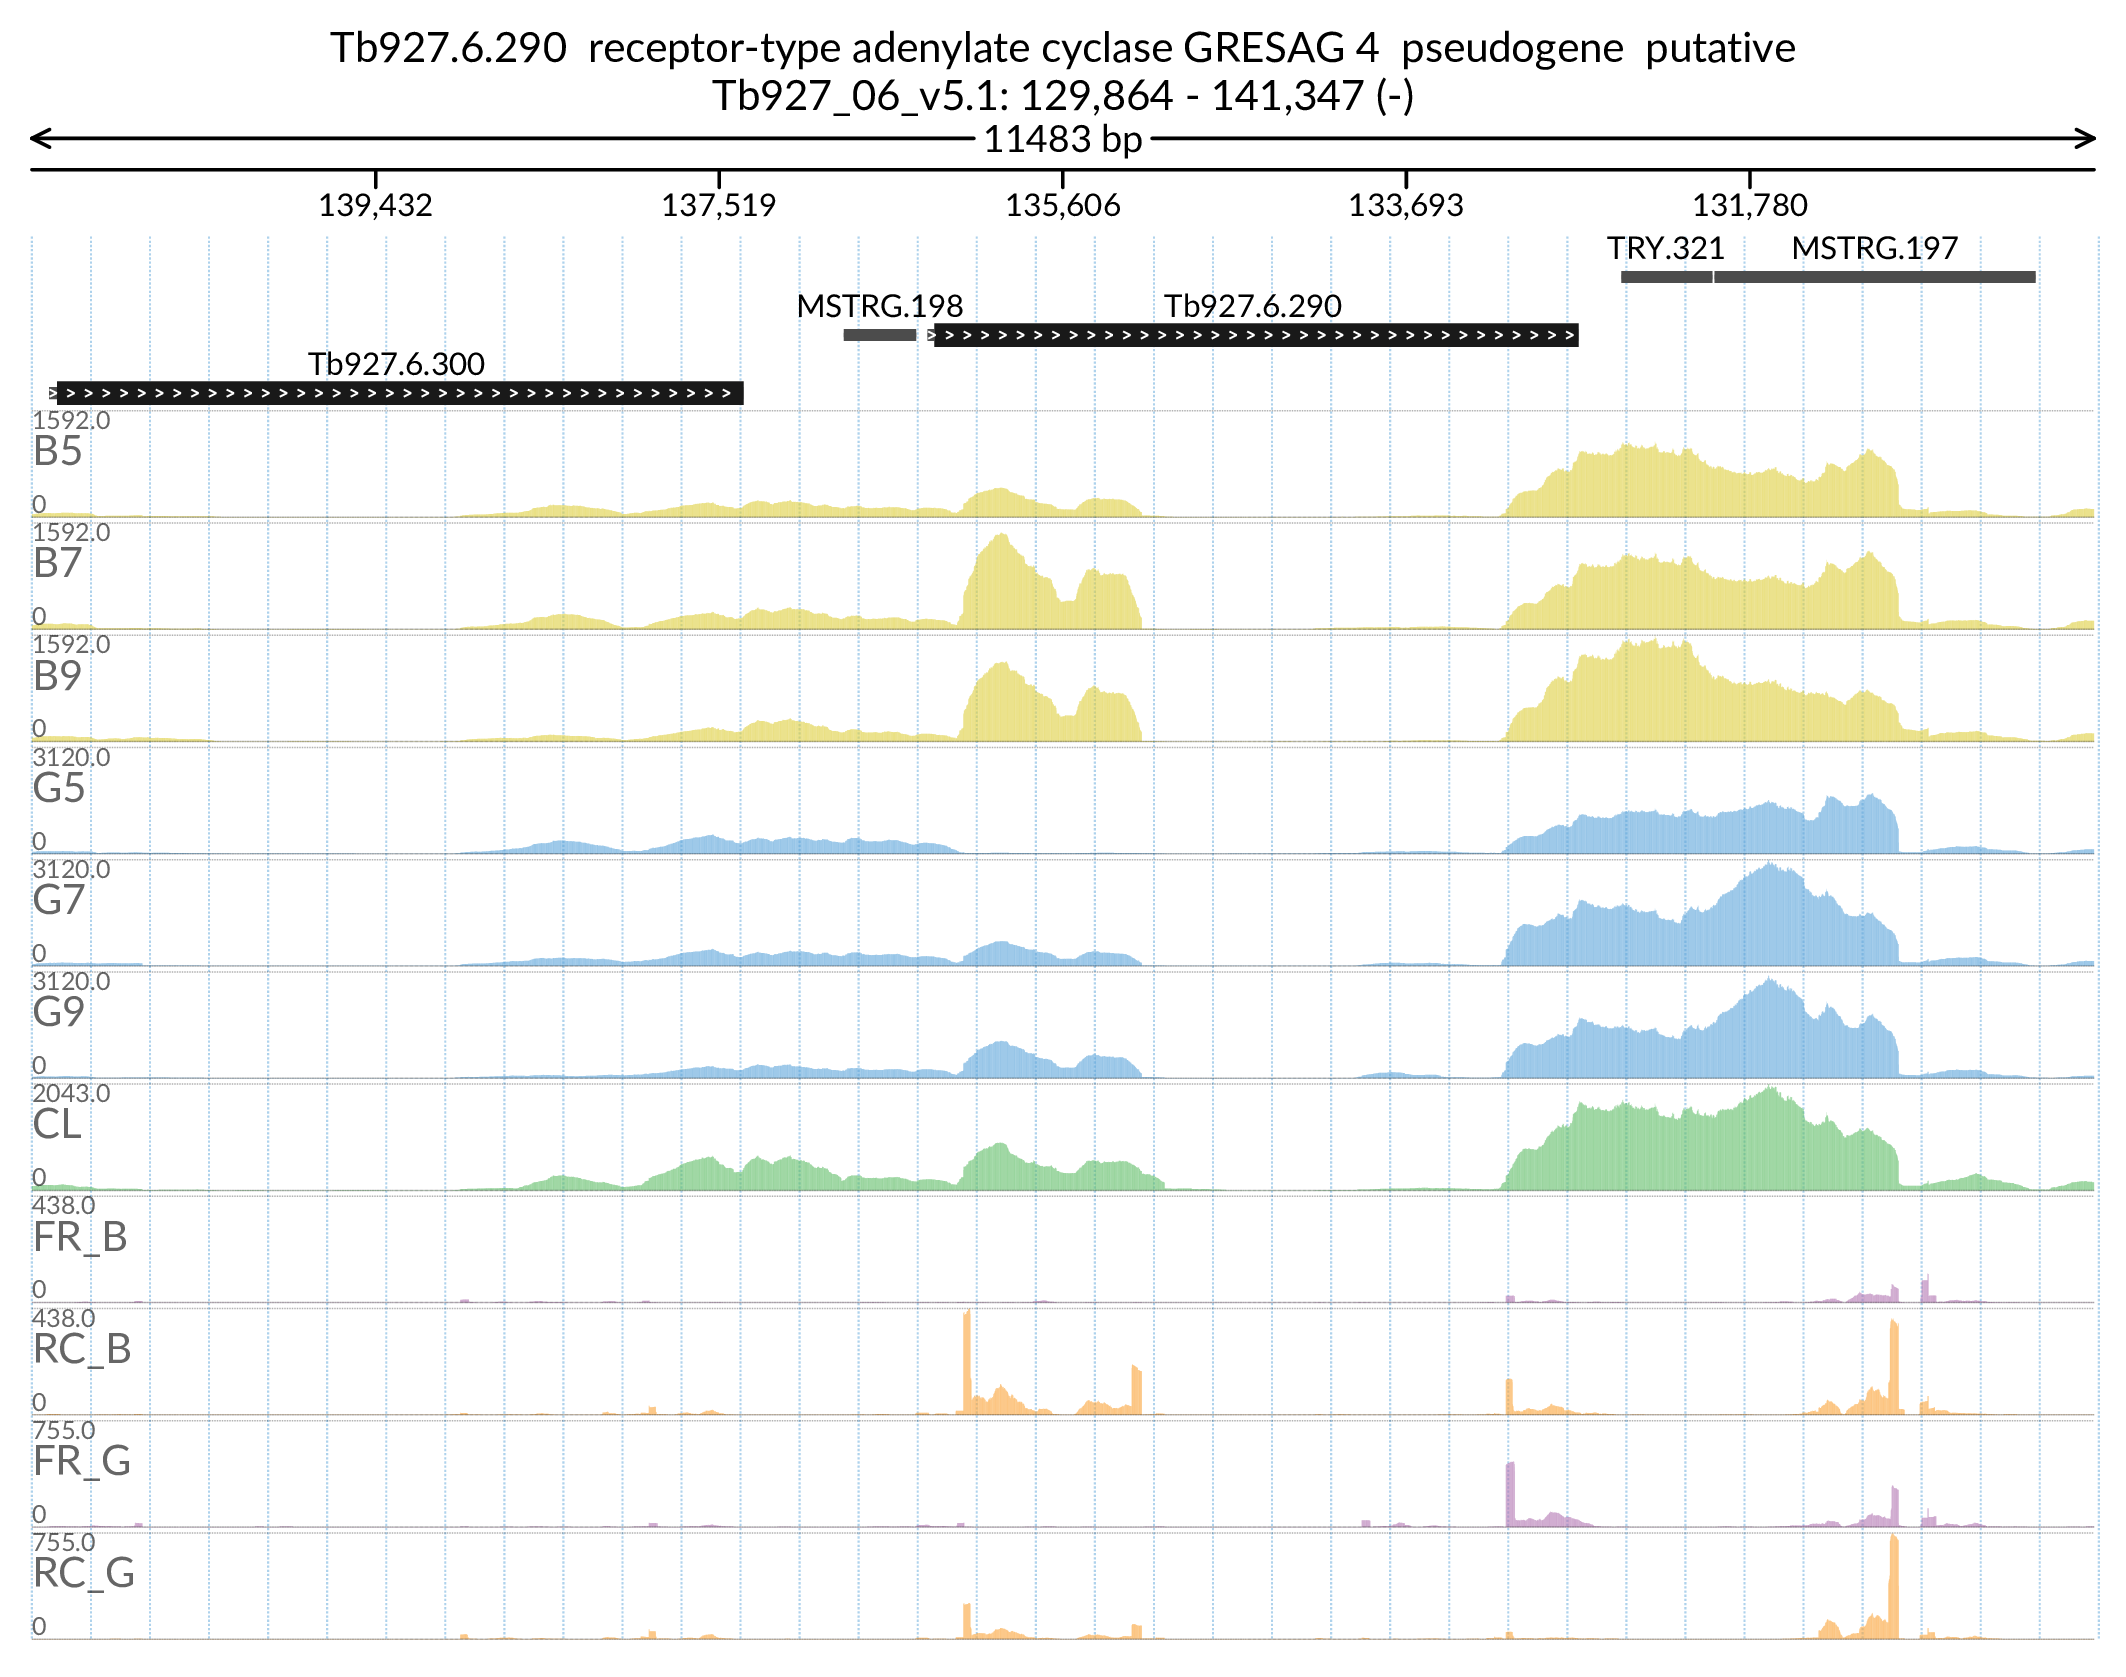 Tb927.6.290 receptor-type adenylate cyclase GRESAG 4 pseudogene putative
Tb927_06_v5.1: 129,864 - 141,347 (-)
11483 bp
139,432 137,519 135,606 133,693 131,780
TRY.321 MSTRG.197
MSTRG.198 Tb927.6.290
Tb927.6.300
1592.0
B5
0
1592.0
B7
0
1592.0
B9
0
3120.0
G5
0
3120.0
G7
0
3120.0
G9
0
2043.0
CL
0
438.0
FR_B
0
438.0
RC_B
0
755.0
FR_G
0
755.0
RC_G
0